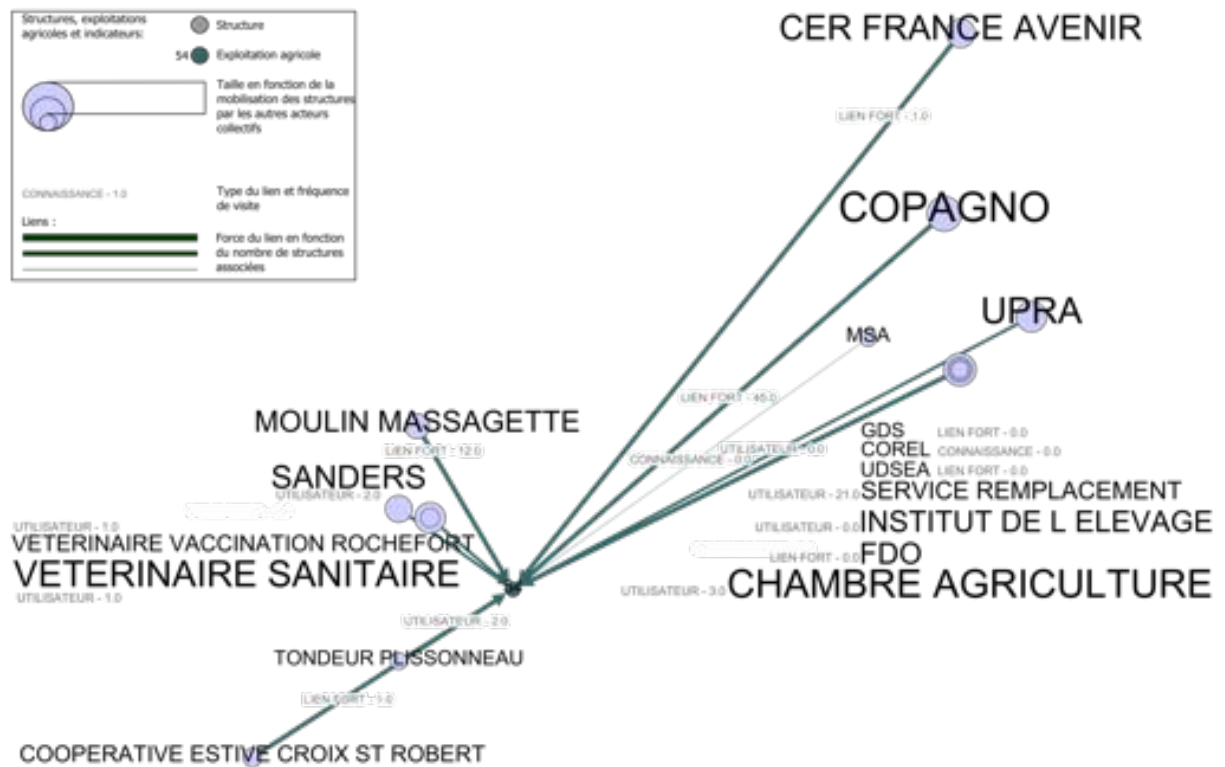 Structures, exploitations
agricoles et indicateurs:
Structure
54 Exploitation agricole
Taille en fonction de la
mobilisation des structures
par les autres acteurs
collectifs
CONNAISSANCE - 1.0
Type du lien et fréquence
de visite
Liens :
Force du lien en fonction
du nombre de structures
associées
CER FRANCE AVENIR
LIEN FORT - 1.0
COPAGNO
UPRA
MSA
LIEN FORT - 45.0
UTILISATEUR - 0.0
CONNAISSANCE - 0.0
MOULIN MASSAGETTE
LIEN FORT - 12.0
SANDERS
UTILISATEUR - 2.0
UTILISATEUR - 1.0
VETERINAIRE VACCINATION ROCHEFORT
VETERINAIRE SANITAIRE
UTILISATEUR - 1.0
GDS LIEN FORT - 0.0
COREL CONNAISSANCE - 0.0
UDSEA LIEN FORT - 0.0
UTILISATEUR - 21.0 SERVICE REMPLACEMENT
UTILISATEUR - 0.0 INSTITUT DE L ELEVAGE
LIEN FORT - 0.0 FDO
UTILISATEUR - 3.0 CHAMBRE AGRICULTURE
UTILISATEUR - 2.0
TONDEUR PLISSONNEAU
LIEN FORT
COOPERATIVE ESTIVE CROIX ST ROBERT